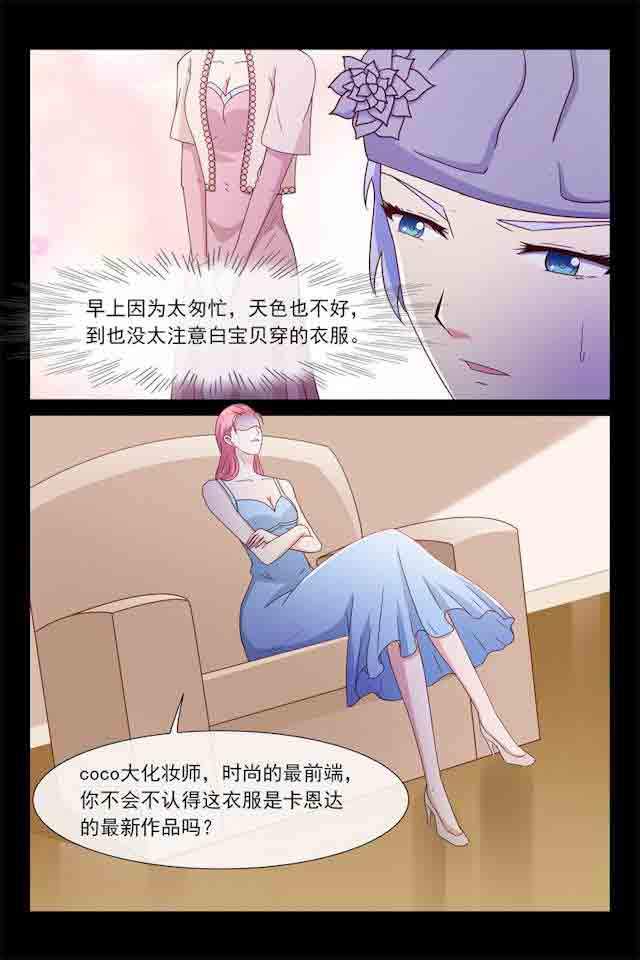 早上因为太匆忙，天色也不好，
到也没太注意白宝贝穿的衣服。
coco大化妆师，时尚的最前端，
你不会不认得这衣服是卡恩达
的最新作品吗？